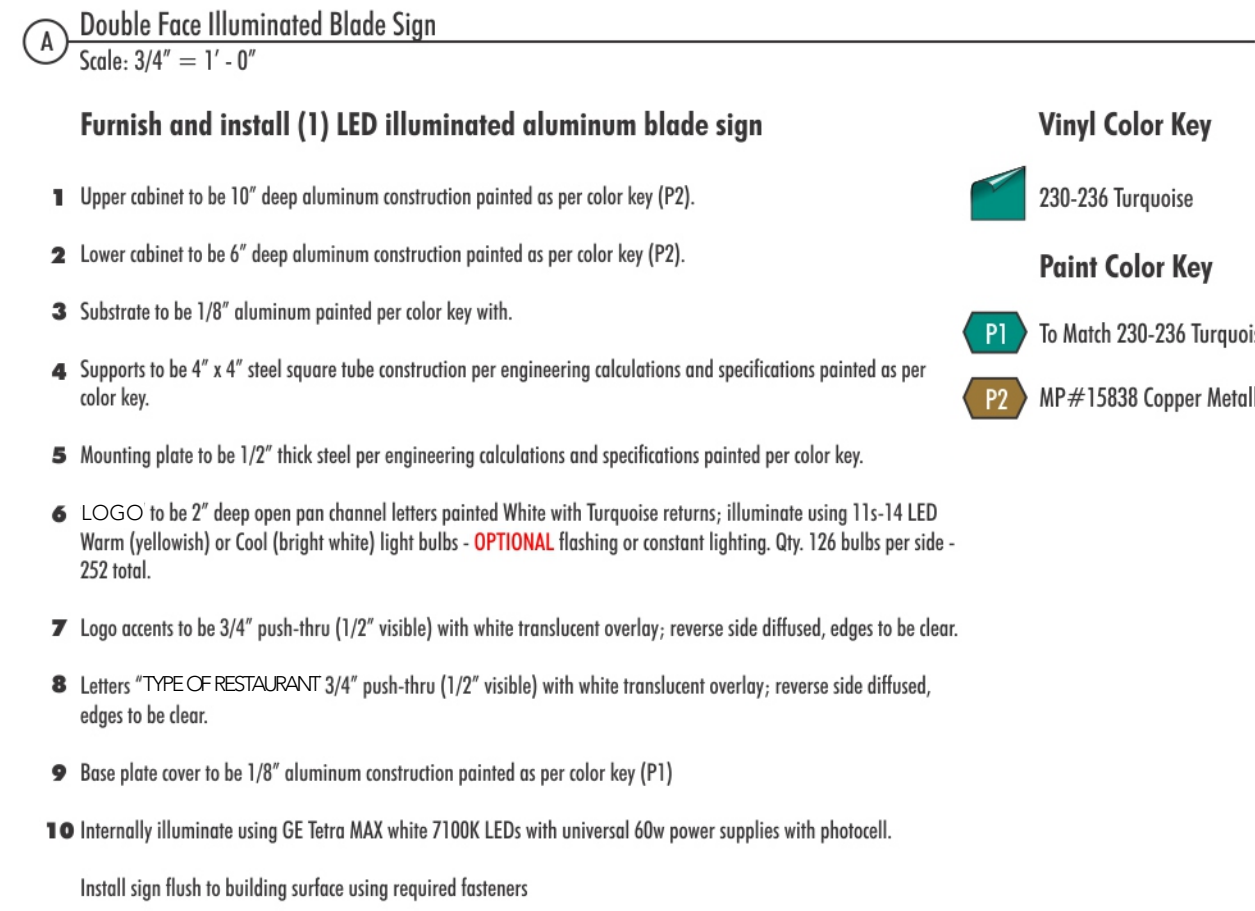 A
Double Face Illuminated Blade Sign
Scale: 3/4" = 1' - 0"
Furnish and install (1) LED illuminated aluminum blade sign
1 Upper cabinet to be 10" deep aluminum construction painted as per color key (P2).
2 Lower cabinet to be 6" deep aluminum construction painted as per color key (P2).
3 Substrate to be 1/8" aluminum painted per color key with.
4 Supports to be 4" x 4" steel square tube construction per engineering calculations and specifications painted as per
color key.
5 Mounting plate to be 1/2" thick steel per engineering calculations and specifications painted per color key.
6 LOGO to be 2" deep open pan channel letters painted White with Turquoise returns; illuminate using 11s-14 LED
Warm (yellowish) or Cool (bright white) light bulbs - OPTIONAL flashing or constant lighting. Qty. 126 bulbs per side -
252 total.
7 Logo accents to be 3/4" push-thru (1/2" visible) with white translucent overlay; reverse side diffused, edges to be clear.
8 Letters "TYPE OF RESTAURANT 3/4" push-thru (1/2" visible) with white translucent overlay; reverse side diffused,
edges to be clear.
9 Base plate cover to be 1/8" aluminum construction painted as per color key (P1)
10 Internally illuminate using GE Tetra MAX white 7100K LEDs with universal 60w power supplies with photocell.
Install sign flush to building surface using required fasteners
Vinyl Color Key
230-236 Turquoise
Paint Color Key
P1 To Match 230-236 Turquois
P2 MP#15838 Copper Metall